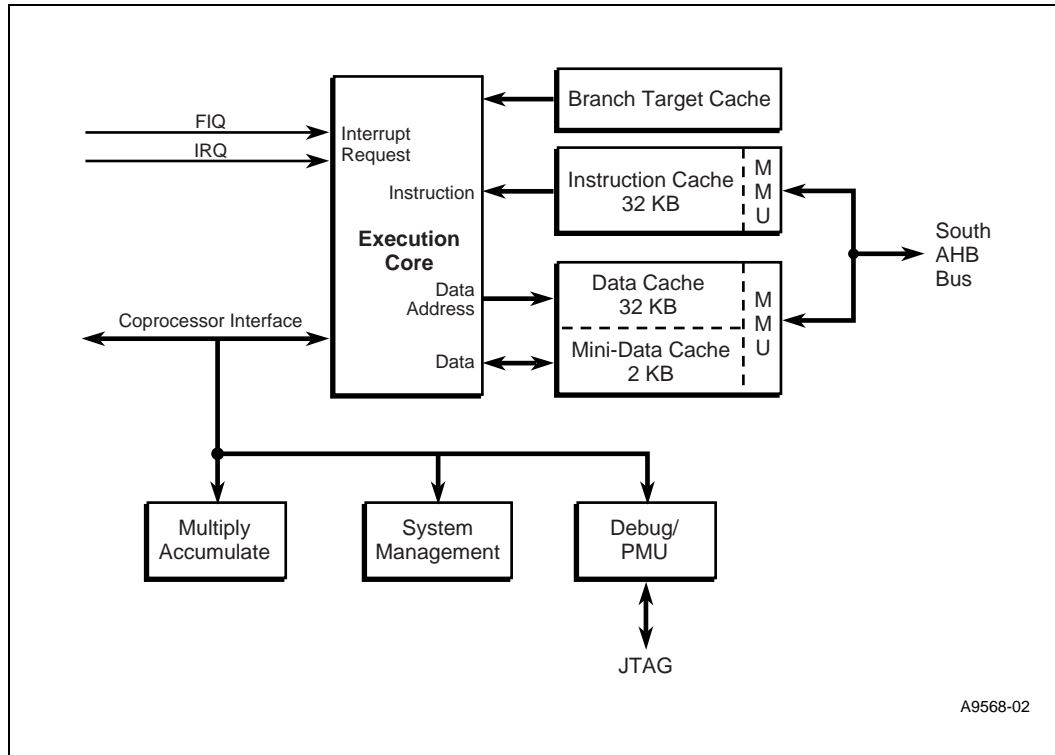 Branch Target Cache
FIQ
IRQ
Interrupt
Request
Instruction
Instruction Cache
32 KB
M
M
U
Execution
Core
South
AHB
Bus
Data
Address
Data Cache
32 KB
M
M
U
Coprocessor Interface
Data
Mini-Data Cache
2 KB
Multiply
Accumulate
System
Management
Debug/
PMU
JTAG
A9568-02